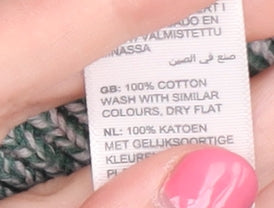 ERT I
ADO EN
VALMISTETTU
صنع في الصين
GB: 100% COTTON
WASH WITH SIMILAR
COLOURS, DRY FLAT
NL: 100% KATOEN
MET GELIJKSOORTIGE
KLEUREN